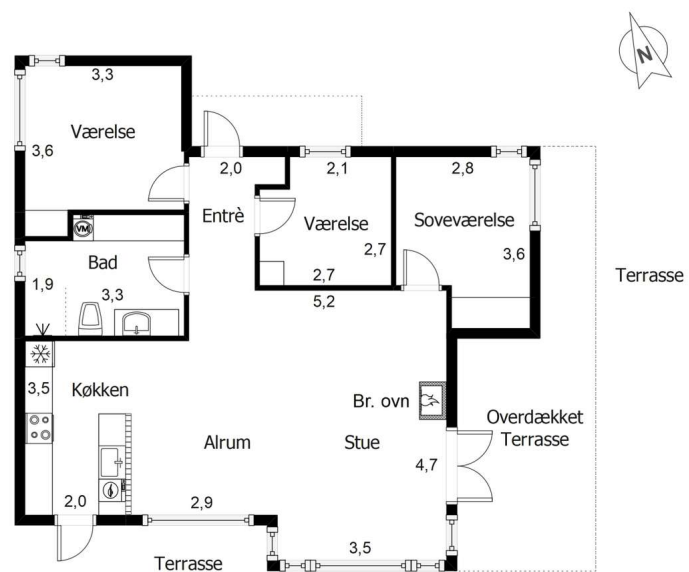 N
3,3
Værelse
3,6
2,0
2,1
2,8
Entrè
Værelse
Soveværelse
VM
Bad
2,7
3,6
2,7
1,9
3,3
5,2
Terrasse
3,5
Køkken
Br. ovn
Overdækket
Terrasse
Alrum
Stue
4,7
2,0
2,9
3,5
Terrasse